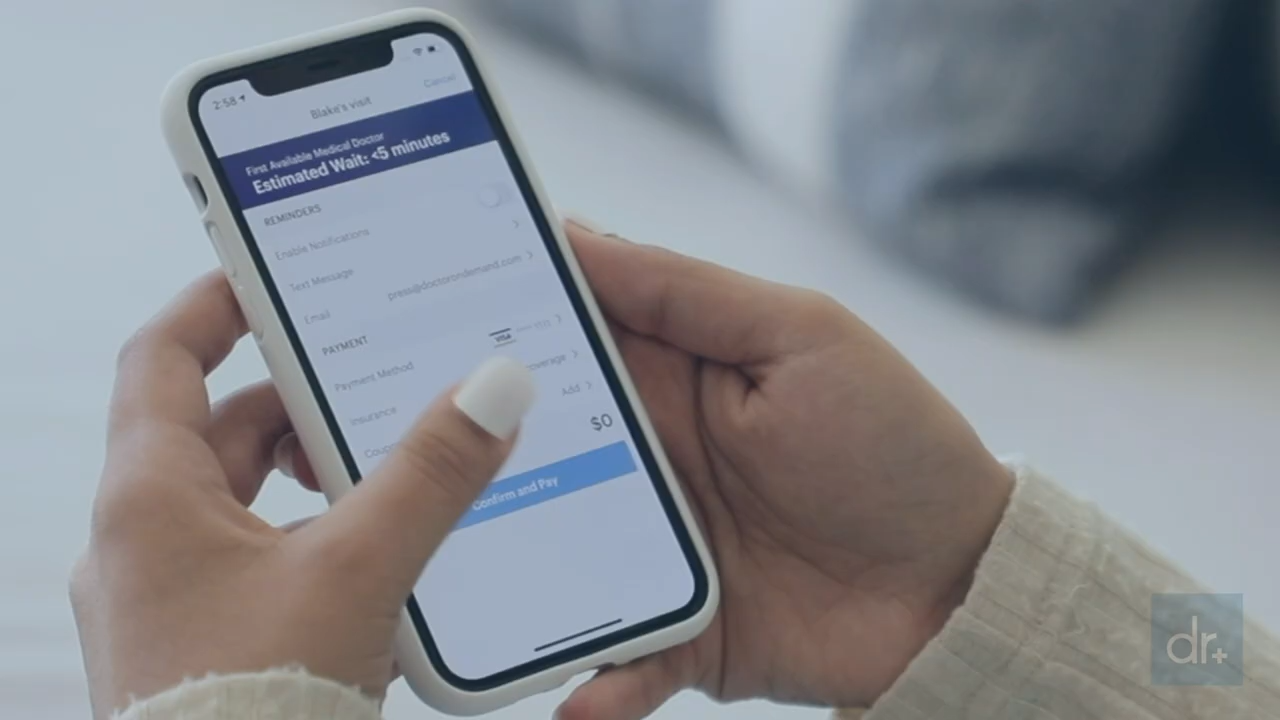 2:58
Blake's visit
Cancel
First Available Medical Doctor
Estimated Wait: <5 minutes
REMINDERS
Enable Notifications
Text Message
Email
press@doctorondemand.com
PAYMENT
Payment Method
VISA
Insurance
coverage
Add
$0
Confirm and Pay
dr+